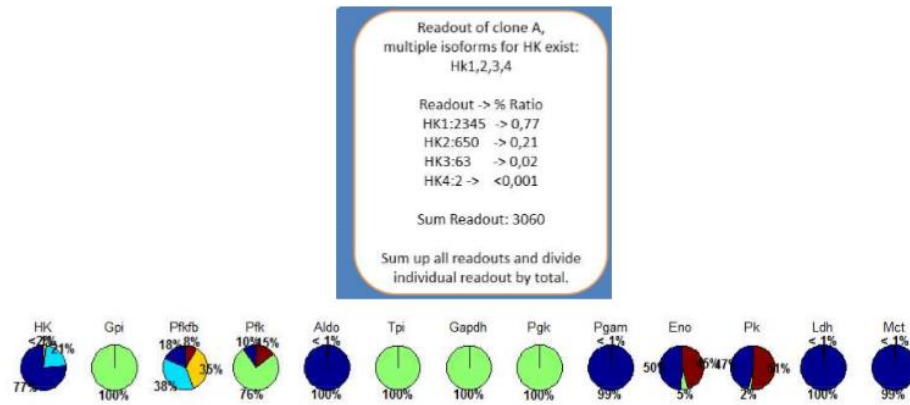 Readout of clone A,
multiple isoforms for HK exist:
Hk1,2,3,4
Readout -> % Ratio
HK1:2345 -> 0,77
HK2:650 -> 0,21
HK3:63 -> 0,02
HK4:2 -> <0,001
Sum Readout: 3060
Sum up all readouts and divide
individual readout by total.
HK Gpi Pfkfb Pfk Aldo Tpi Gapdh Pgk Pgam Eno Pk Ldh Mct
21% 18% 8% 10% 15% < 1% < 1% < 1% < 1%
35% 50% 45% 47%
77% 100% 38% 76% 100% 100% 100% 100% 99% 5% 2% 100% 99%